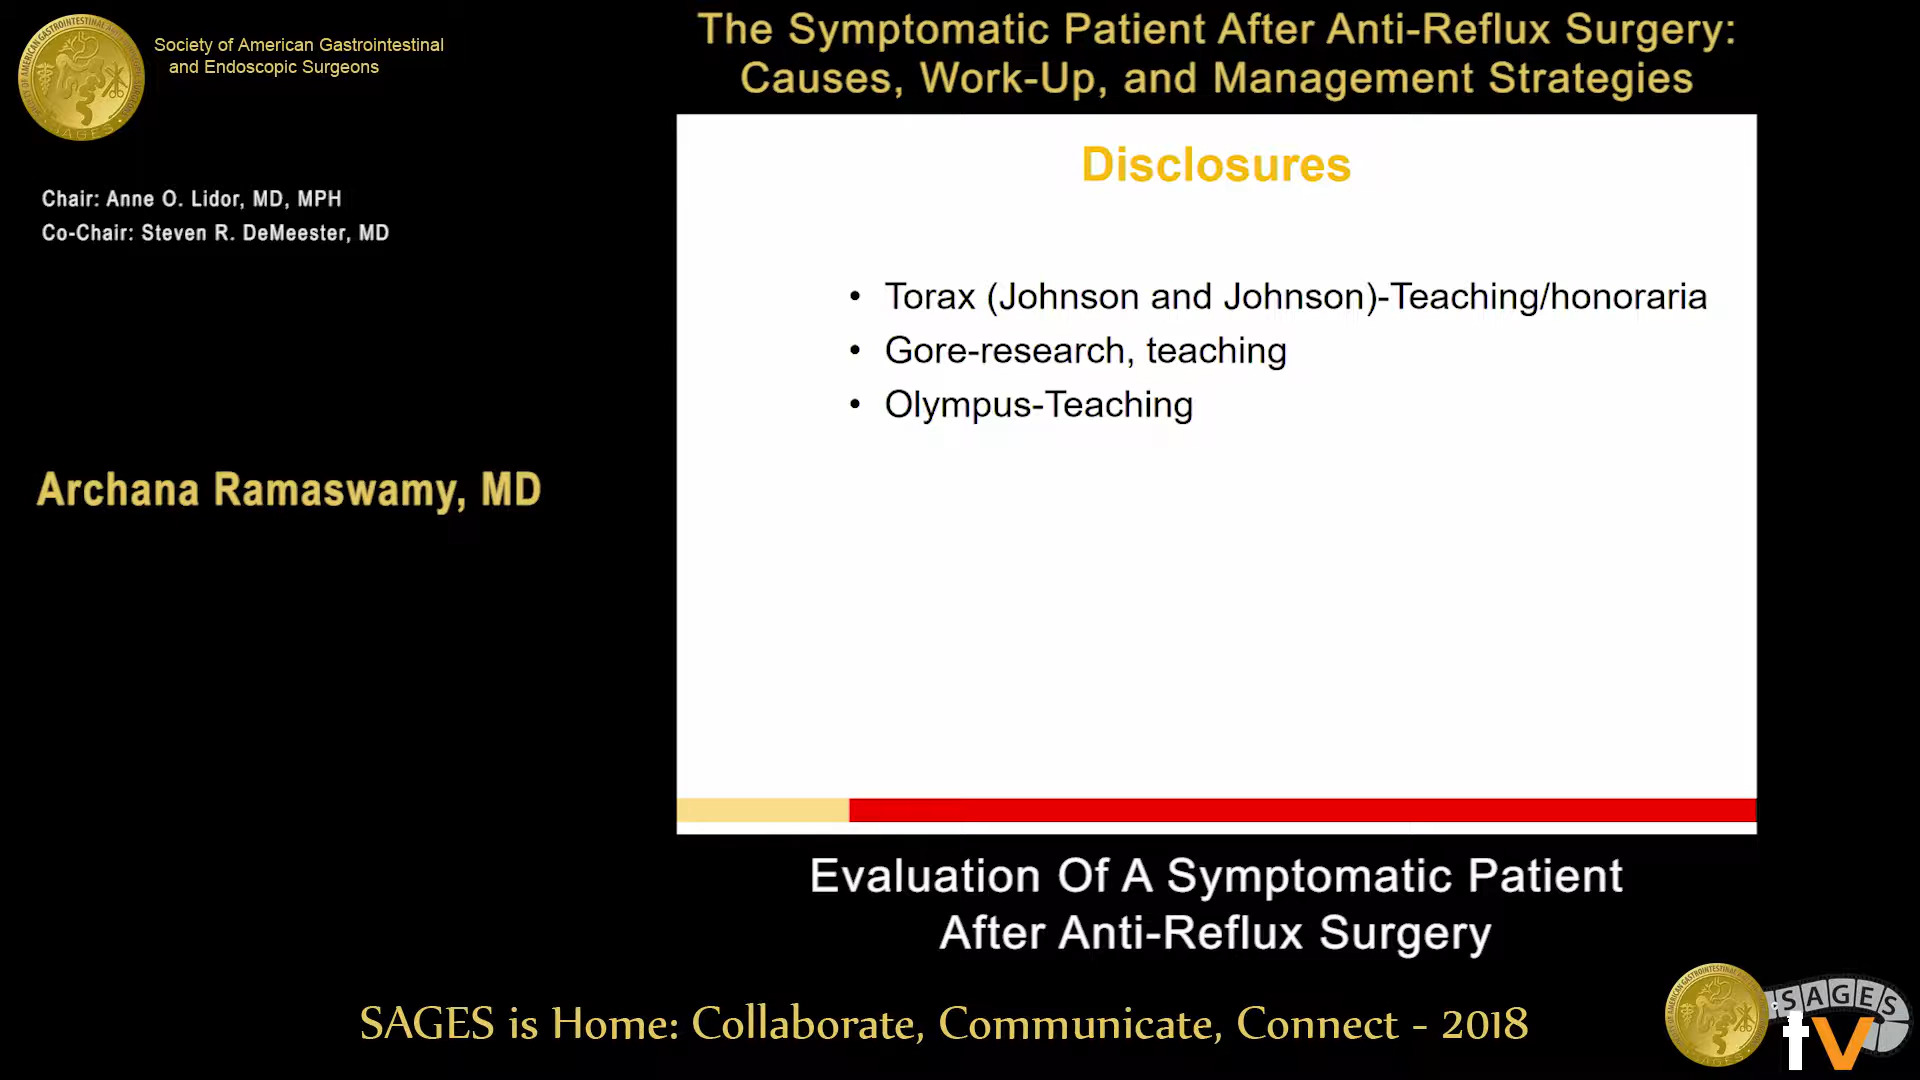 Society of American Gastrointestinal
and Endoscopic Surgeons
The Symptomatic Patient After Anti-Reflux Surgery:
Causes, Work-Up, and Management Strategies
Chair: Anne O. Lidor, MD, MPH
Co-Chair: Steven R. DeMeester, MD
Archana Ramaswamy, MD
Disclosures
• Torax (Johnson and Johnson)-Teaching/honoraria
• Gore-research, teaching
• Olympus-Teaching
Evaluation Of A Symptomatic Patient
After Anti-Reflux Surgery
SAGES is Home: Collaborate, Communicate, Connect - 2018
SAGES
tv